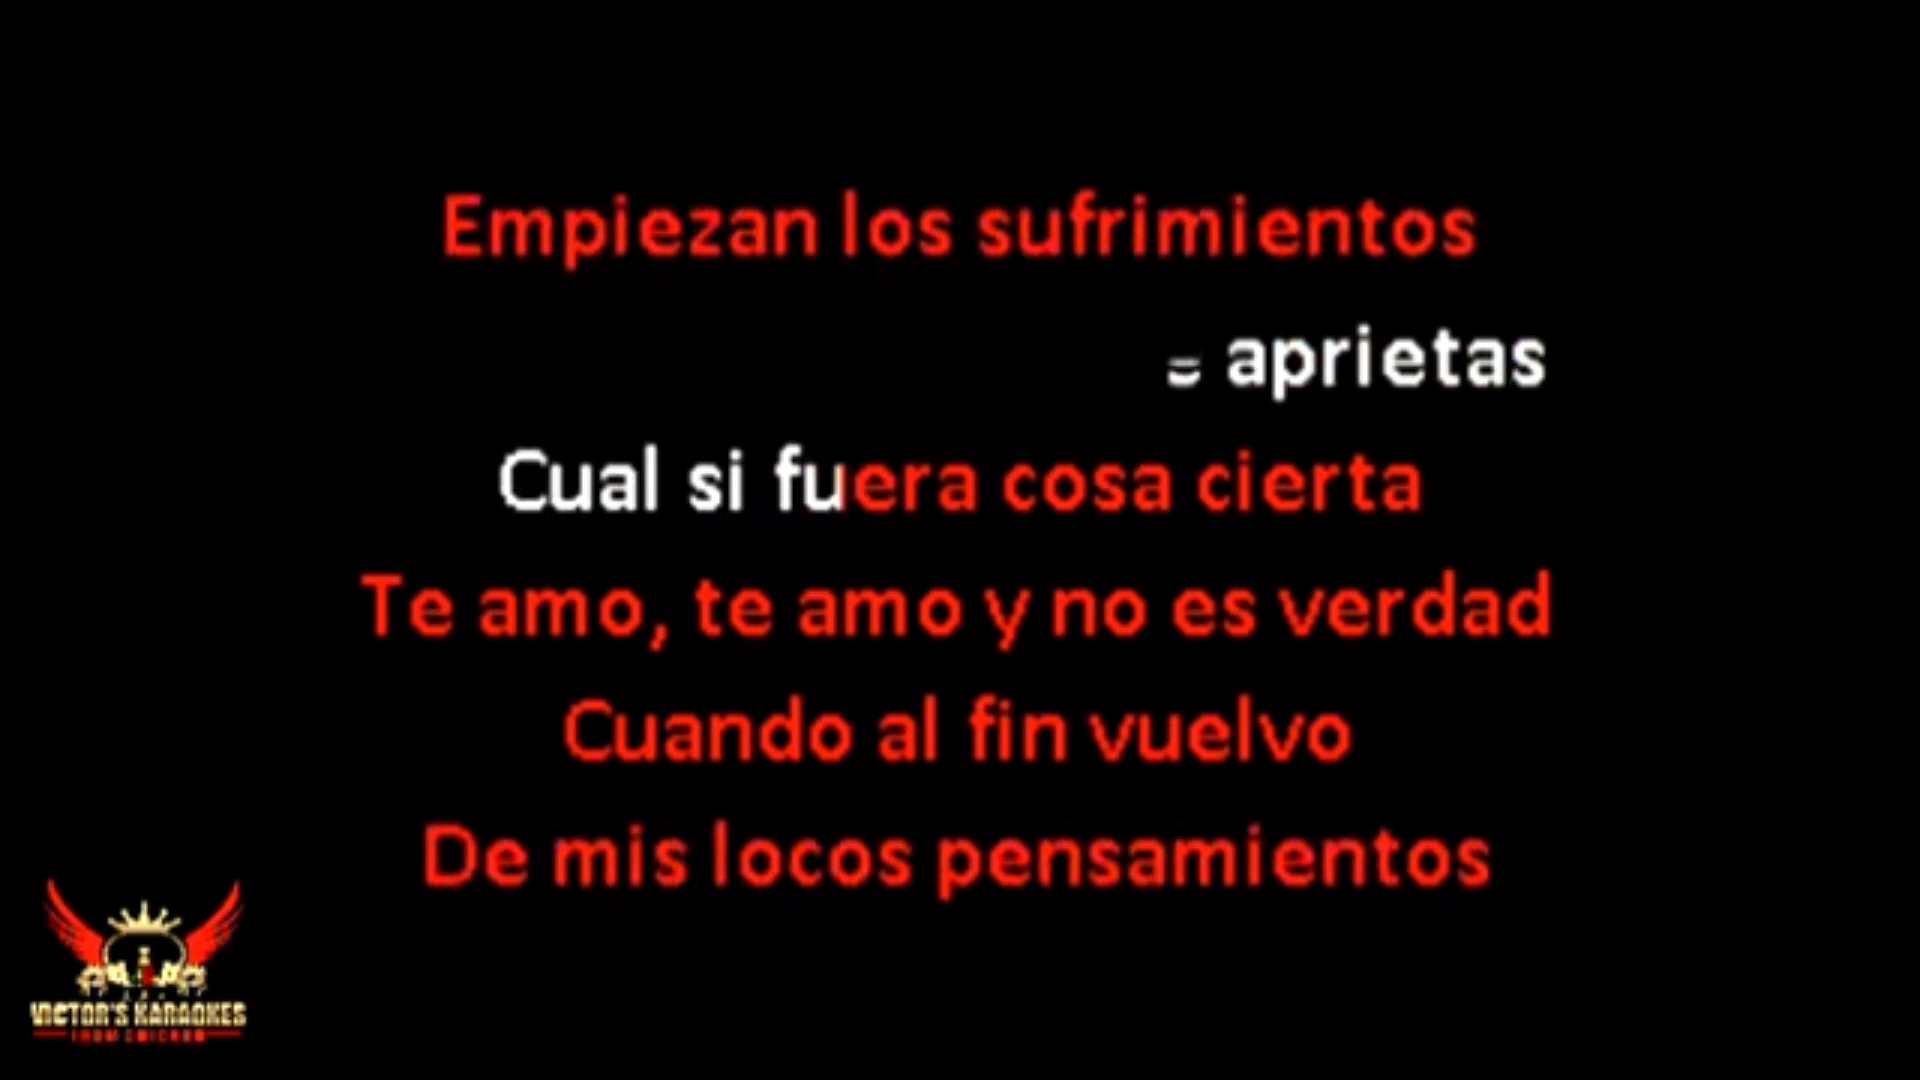 Empiezan los sufrimientos
aprietas
Cual si fuera cosa cierta
Te amo, te amo y no es verdad
Cuando al fin vuelvo
De mis locos pensamientos
VICTOR'S KARAOKES